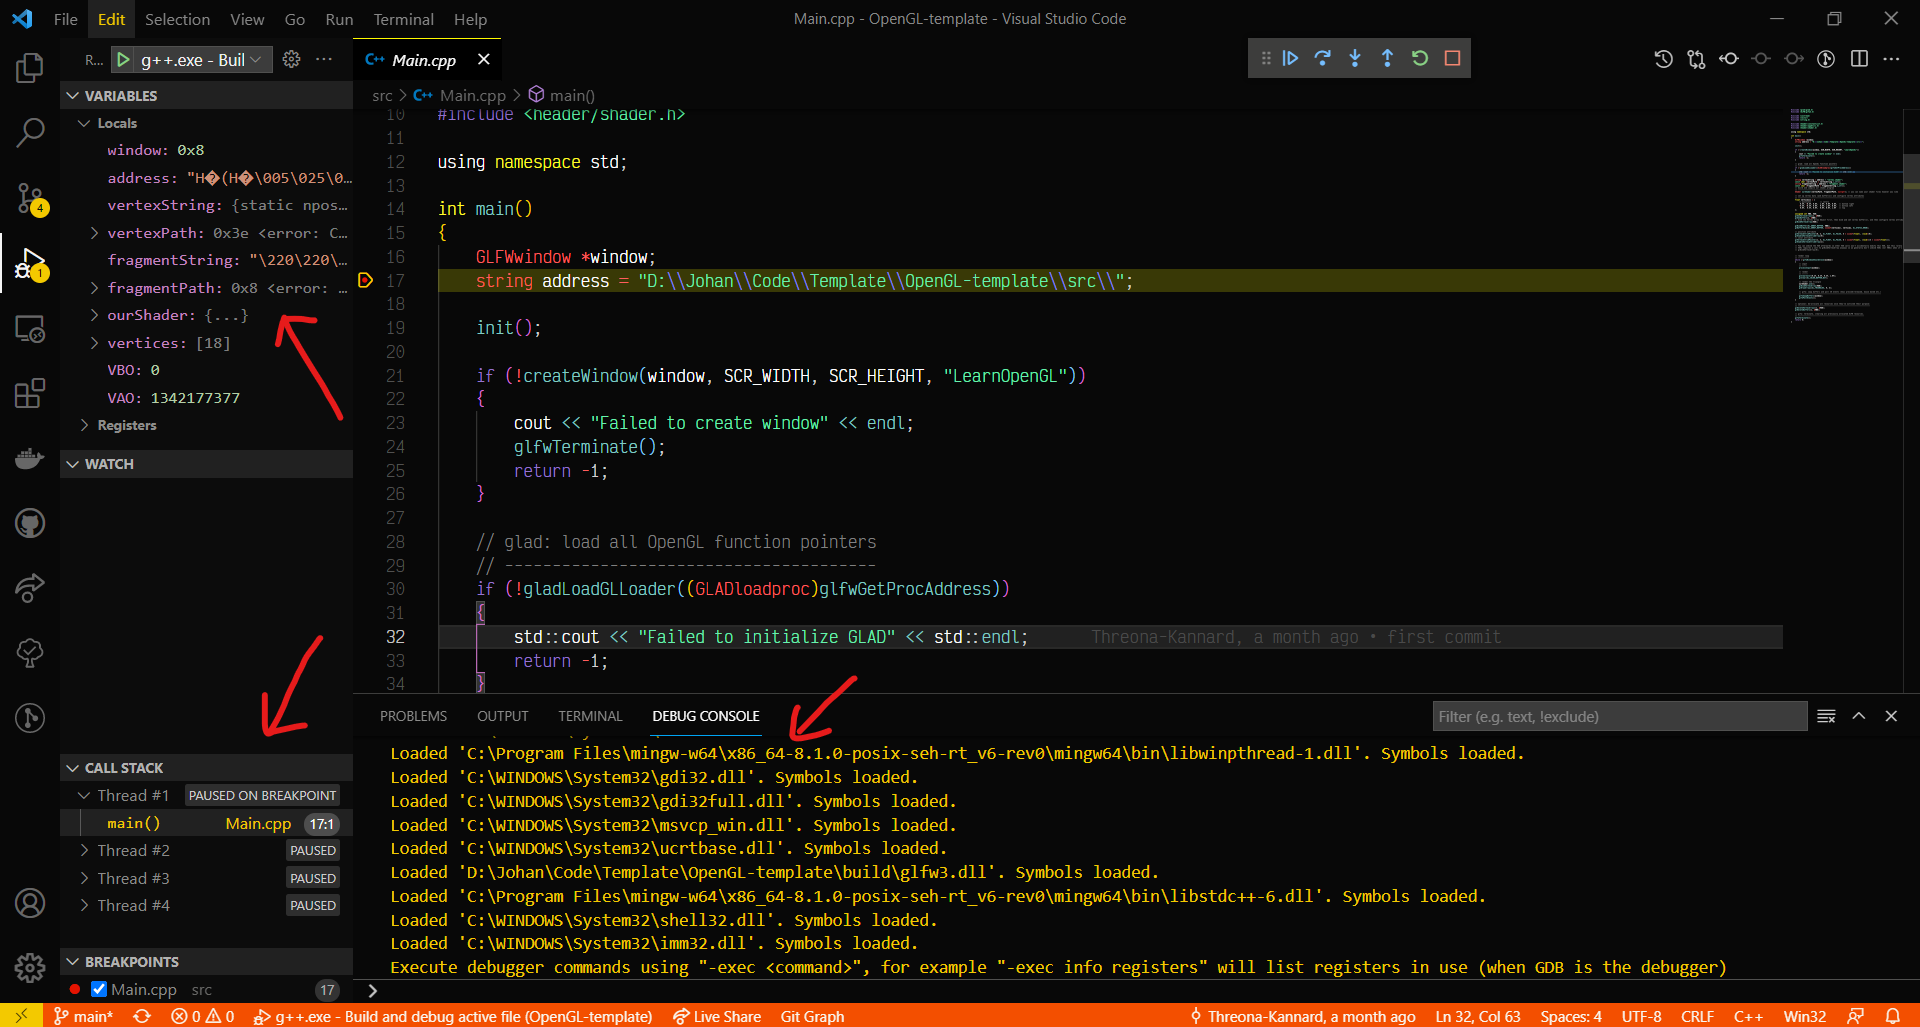 File Edit Selection View Go Run Terminal Help
Main.cpp - OpenGL-template - Visual Studio Code
R... g++.exe - Buil
Main.cpp
VARIABLES
Locals
window: 0x8
address: "H�(H�\005\025\0...
vertexString: {static npos...
vertexPath: 0x3e <error: C...
fragmentString: "\220\220\...
fragmentPath: 0x8 <error: ...
ourShader: {...}
vertices: [18]
VBO: 0
VAO: 1342177377
Registers
WATCH
CALL STACK
Thread #1 PAUSED ON BREAKPOINT
main() Main.cpp 17:1
Thread #2 PAUSED
Thread #3 PAUSED
Thread #4 PAUSED
BREAKPOINTS
Main.cpp src 17
4
1
src > Main.cpp > main()
10 #include <header/shader.h>
11
12 using namespace std;
13
14 int main()
15 {
16 GLFWwindow *window;
17 string address = "D:\\Johan\\Code\\Template\\OpenGL-template\\src\\";
18
19 init();
20
21 if (!createWindow(window, SCR_WIDTH, SCR_HEIGHT, "LearnOpenGL"))
22 {
23 cout << "Failed to create window" << endl;
24 glfwTerminate();
25 return -1;
26 }
27
28 // glad: load all OpenGL function pointers
29 // ---------------------------------------
30 if (!gladLoadGLLoader((GLADloadproc)glfwGetProcAddress))
31 {
32 std::cout << "Failed to initialize GLAD" << std::endl; Threona-Kannard, a month ago • first commit
33 return -1;
34 }
PROBLEMS OUTPUT TERMINAL DEBUG CONSOLE
Filter (e.g. text, !exclude)
Loaded 'C:\Program Files\mingw-w64\x86_64-8.1.0-posix-seh-rt_v6-rev0\mingw64\bin\libwinpthread-1.dll'. Symbols loaded.
Loaded 'C:\WINDOWS\System32\gdi32.dll'. Symbols loaded.
Loaded 'C:\WINDOWS\System32\gdi32full.dll'. Symbols loaded.
Loaded 'C:\WINDOWS\System32\msvcp_win.dll'. Symbols loaded.
Loaded 'C:\WINDOWS\System32\ucrtbase.dll'. Symbols loaded.
Loaded 'D:\Johan\Code\Template\OpenGL-template\build\glfw3.dll'. Symbols loaded.
Loaded 'C:\Program Files\mingw-w64\x86_64-8.1.0-posix-seh-rt_v6-rev0\mingw64\bin\libstdc++-6.dll'. Symbols loaded.
Loaded 'C:\WINDOWS\System32\shell32.dll'. Symbols loaded.
Loaded 'C:\WINDOWS\System32\imm32.dll'. Symbols loaded.
Execute debugger commands using "-exec <command>", for example "-exec info registers" will list registers in use (when GDB is the debugger)
>
main* 0 0 g++.exe - Build and debug active file (OpenGL-template) Live Share Git Graph
Threona-Kannard, a month ago Ln 32, Col 63 Spaces: 4 UTF-8 CRLF C++ Win32